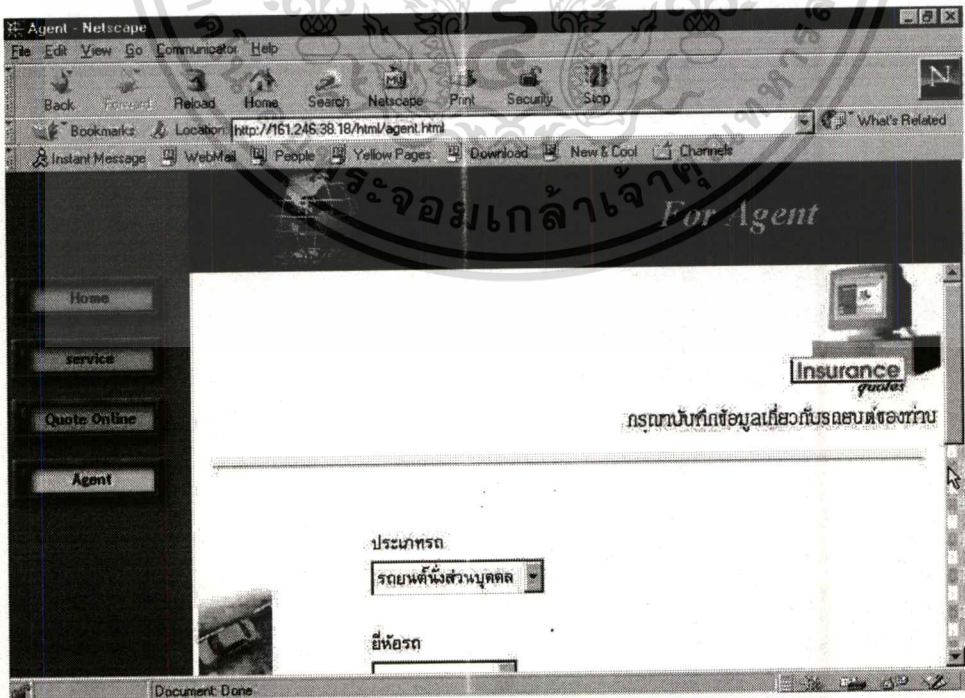 Agent - Netscape
File Edit View Go Communicator Help
Back Forward Reload Home Search Netscape Print Security Stop
Bookmarks Location: http://161.246.38.18/html/agent.html What's Related
Instant Message WebMail People Yellow Pages Download New & Cool Channels
พระจอมเกล้าเจ้าคุ
For Agent
Home
service
Quote Online
Agent
Insurance
quotes
กรุณาบันทึกข้อมูลเกี่ยวกับรถยนต์ของท่าน
ประเภทรถ
รถยนต์นั่งส่วนบุคคล
ยี่ห้อรถ
Document: Done